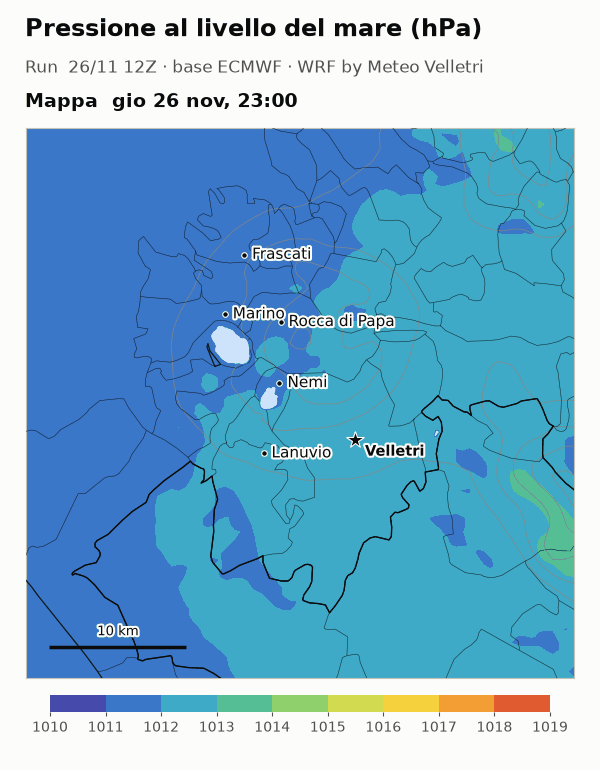 Pressione al livello del mare (hPa)
Run  26/11 12Z · base ECMWF · WRF by Meteo Velletri
Mappa  gio 26 nov, 23:00
Frascati
Marino
Rocca di Papa
Nemi
Velletri
Lanuvio
10 km
1010 1011 1012 1013 1014 1015 1016 1017 1018 1019